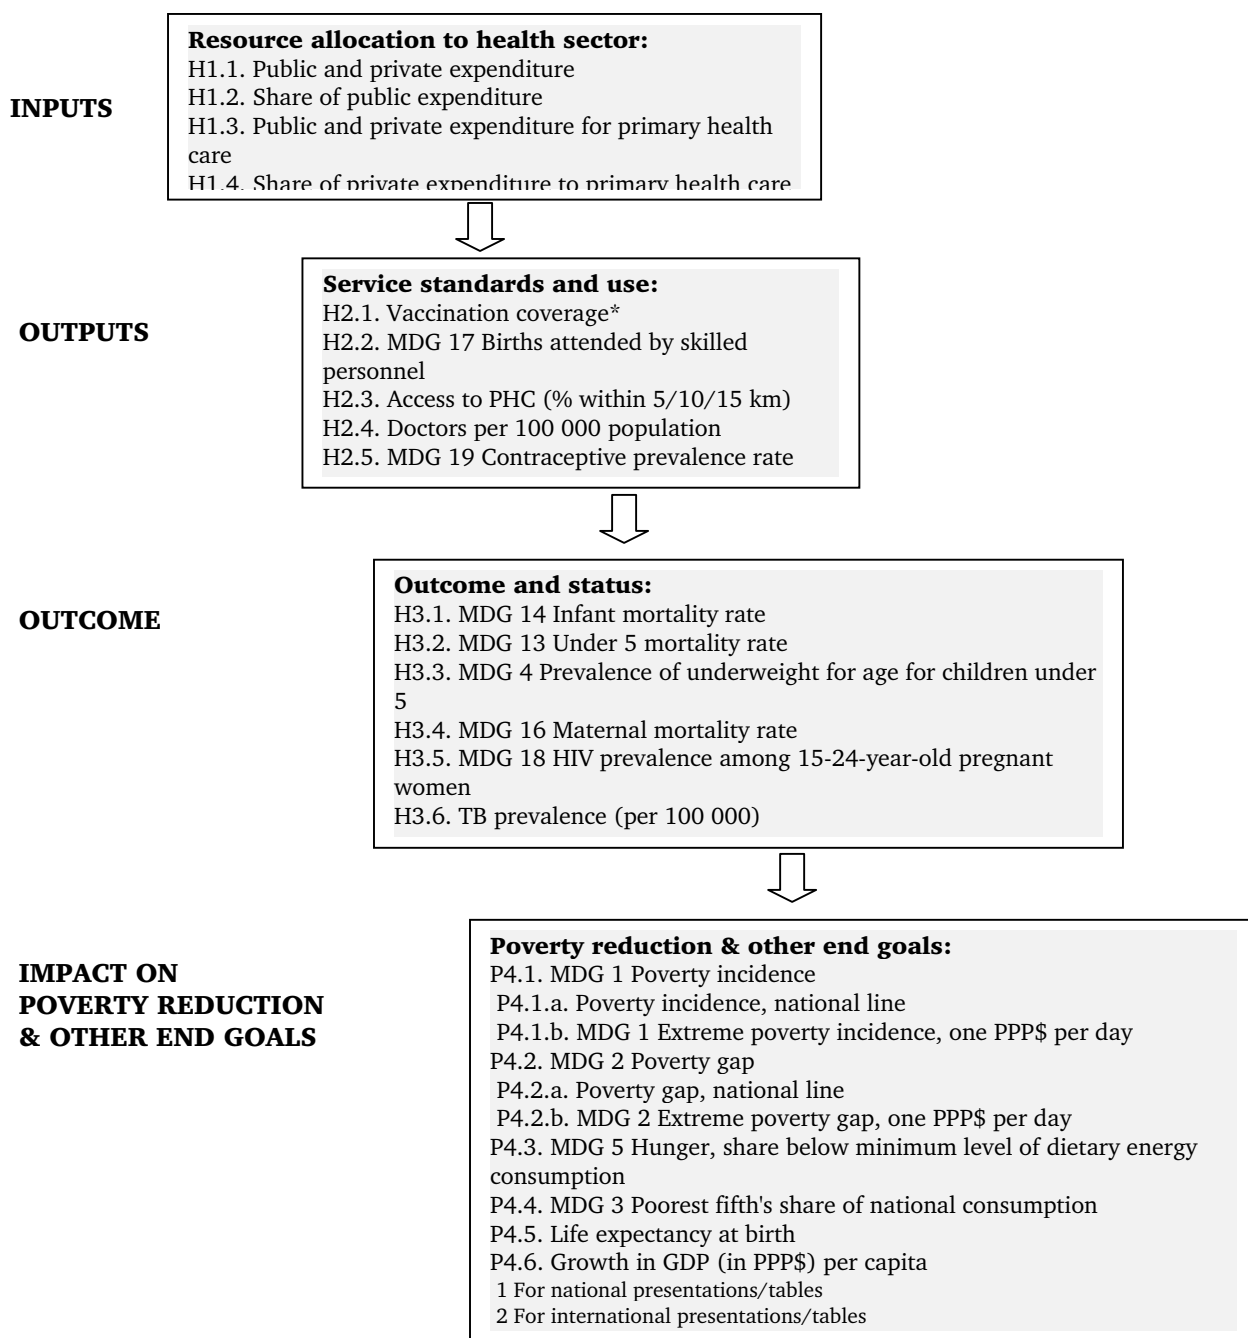 INPUTS
Resource allocation to health sector:
H1.1. Public and private expenditure
H1.2. Share of public expenditure
H1.3. Public and private expenditure for primary health
care
H1.4. Share of private expenditure to primary health care
OUTPUTS
Service standards and use:
H2.1. Vaccination coverage*
H2.2. MDG 17 Births attended by skilled
personnel
H2.3. Access to PHC (% within 5/10/15 km)
H2.4. Doctors per 100 000 population
H2.5. MDG 19 Contraceptive prevalence rate
OUTCOME
Outcome and status:
H3.1. MDG 14 Infant mortality rate
H3.2. MDG 13 Under 5 mortality rate
H3.3. MDG 4 Prevalence of underweight for age for children under
5
H3.4. MDG 16 Maternal mortality rate
H3.5. MDG 18 HIV prevalence among 15-24-year-old pregnant
women
H3.6. TB prevalence (per 100 000)
IMPACT ON
POVERTY REDUCTION
& OTHER END GOALS
Poverty reduction & other end goals:
P4.1. MDG 1 Poverty incidence
P4.1.a. Poverty incidence, national line
P4.1.b. MDG 1 Extreme poverty incidence, one PPP$ per day
P4.2. MDG 2 Poverty gap
P4.2.a. Poverty gap, national line
P4.2.b. MDG 2 Extreme poverty gap, one PPP$ per day
P4.3. MDG 5 Hunger, share below minimum level of dietary energy
consumption
P4.4. MDG 3 Poorest fifth's share of national consumption
P4.5. Life expectancy at birth
P4.6. Growth in GDP (in PPP$) per capita
1 For national presentations/tables
2 For international presentations/tables